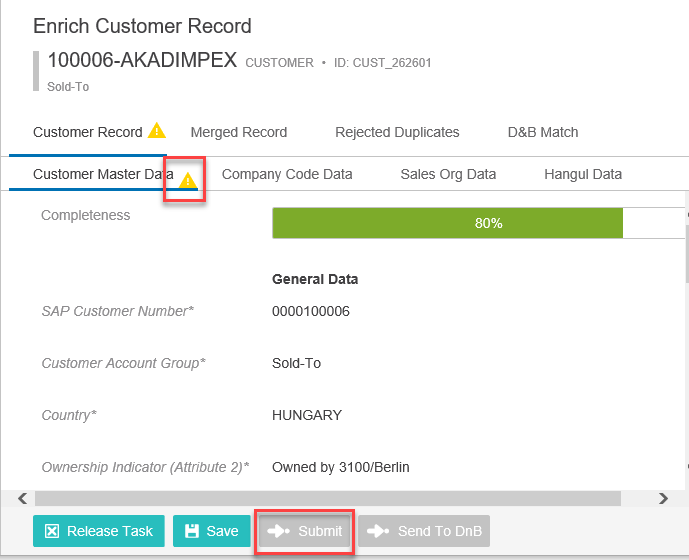 Enrich Customer Record
100006-AKADIMPEX CUSTOMER • ID: CUST_262601
Sold-To
Customer Record Merged Record Rejected Duplicates D&B Match
Customer Master Data Company Code Data Sales Org Data Hangul Data
Completeness 80%
General Data
SAP Customer Number* 0000100006
Customer Account Group* Sold-To
Country* HUNGARY
Ownership Indicator (Attribute 2)* Owned by 3100/Berlin
Release Task Save Submit Send To DnB